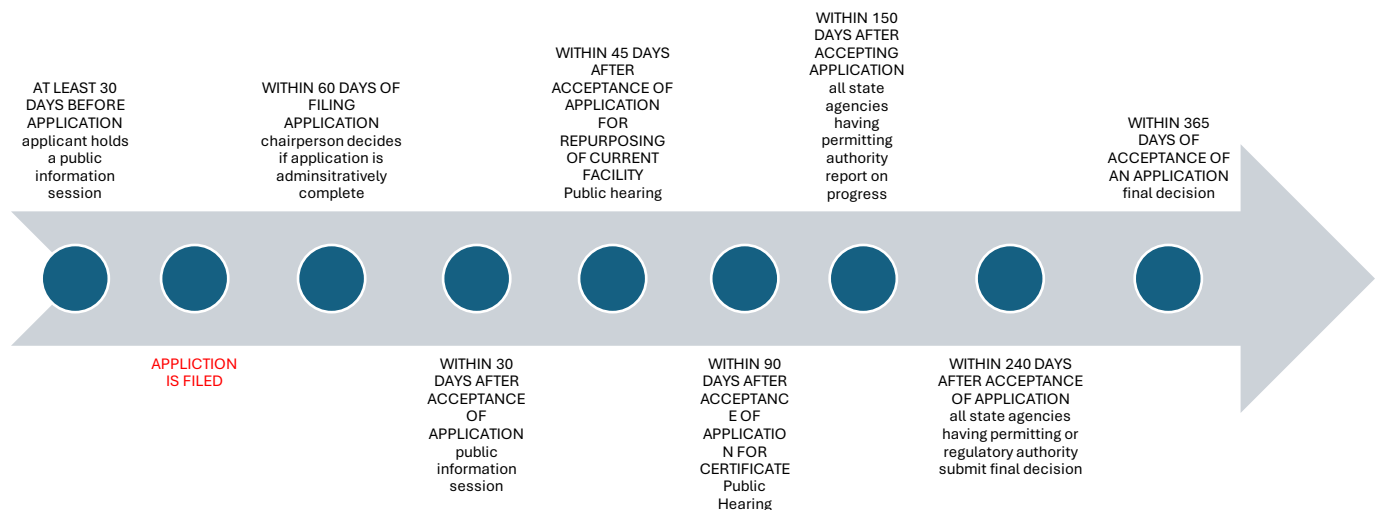 AT LEAST 30
DAYS BEFORE
APPLICATION
applicant holds
a public
information
session
APPLICTION
IS FILED
WITHIN 60 DAYS OF
FILING
APPLICATION
chairperson decides
if application is
adminsitratively
complete
WITHIN 30
DAYS AFTER
ACCEPTANCE
OF
APPLICATION
public
information
session
WITHIN 45 DAYS
AFTER
ACCEPTANCE OF
APPLICATION
FOR
REPURPOSING
OF CURRENT
FACILITY
Public hearing
WITHIN 90
DAYS AFTER
ACCEPTANC
E OF
APPLICATIO
N FOR
CERTIFICATE
Public
Hearing
WITHIN 150
DAYS AFTER
ACCEPTING
APPLICATION
all state
agencies
having
permitting
authority
report on
progress
WITHIN 240 DAYS
AFTER ACCEPTANCE
OF APPLICATION
all state agencies
having permitting or
regulatory authority
submit final decision
WITHIN 365
DAYS OF
ACCEPTANCE OF
AN APPLICATION
final decision